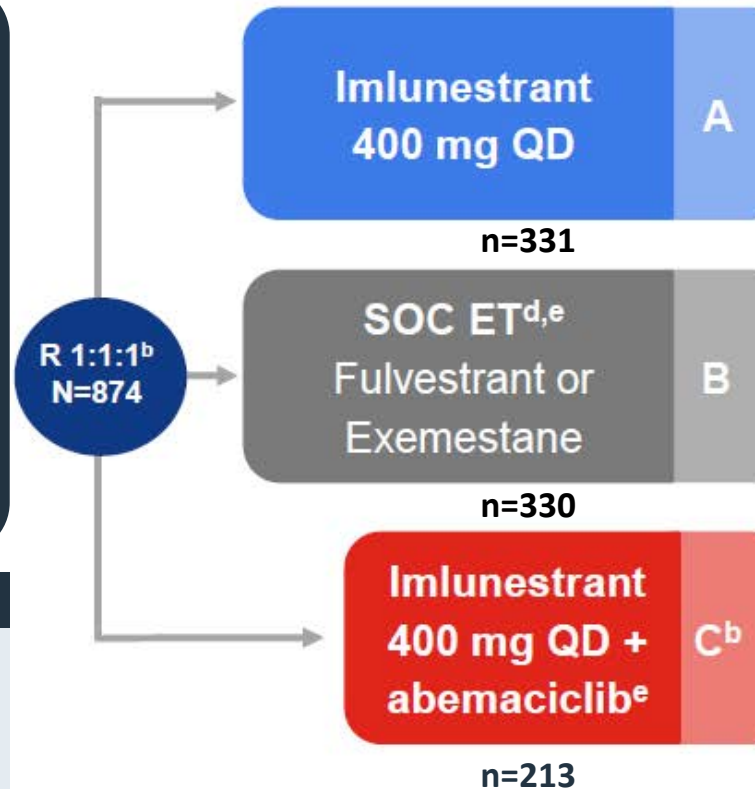 Imlunestrant
400 mg QD
A
n=331
R 1:1:1ᵇ
N=874
SOC ETᵈ,ᵉ
Fulvestrant or
Exemestane
B
n=330
Imlunestrant
400 mg QD +
abemaciclibᵉ
Cᵇ
n=213